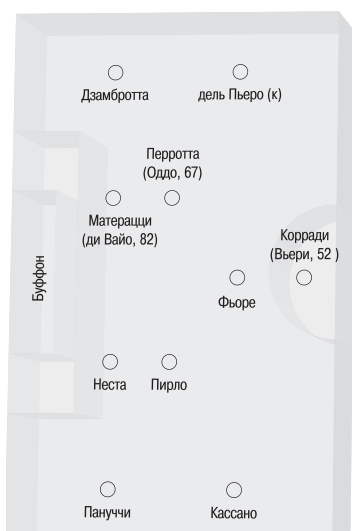 Дзамбротта
дель Пьеро (к)
Перротта
(Оддо, 67)
Матерацци
(ди Вайо, 82)
Корради
(Вьери, 52 )
Буффон
Фьоре
Неста
Пирло
Пануччи
Кассано